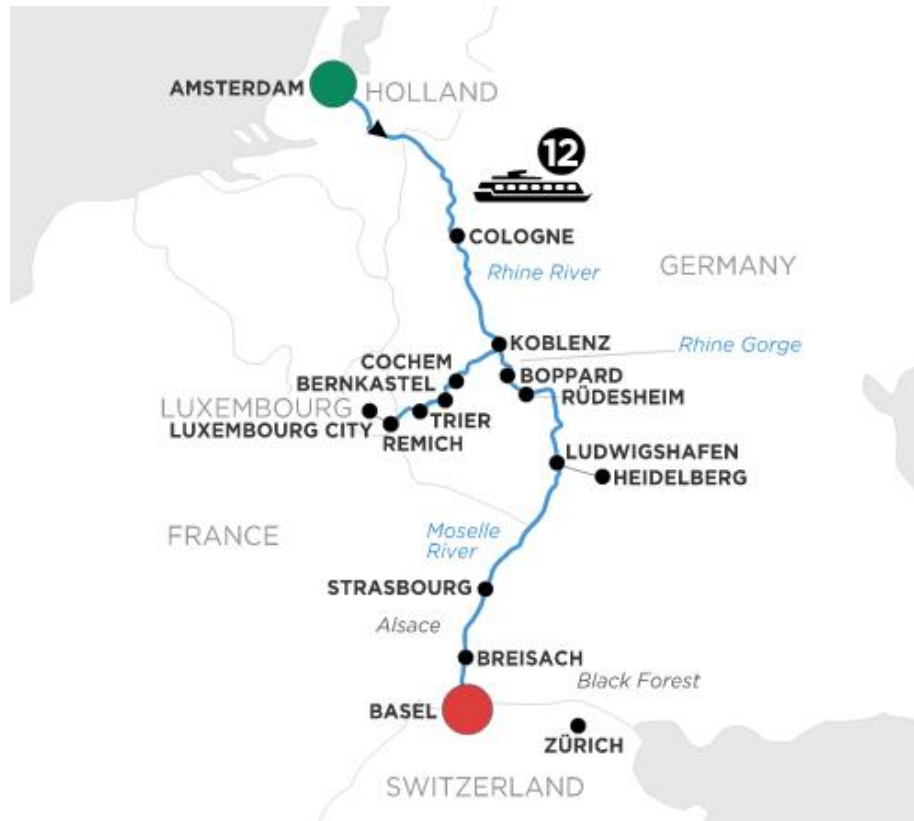 AMSTERDAM
HOLLAND
12
COLOGNE
Rhine River
GERMANY
KOBLENZ
Rhine Gorge
COCHEM
BOPPARD
BERNKASTEL
RÜDESHEIM
LUXEMBOURG
TRIER
LUXEMBOURG CITY
REMICH
LUDWIGSHAFEN
HEIDELBERG
FRANCE
Moselle
River
STRASBOURG
Alsace
BREISACH
Black Forest
BASEL
ZÜRICH
SWITZERLAND